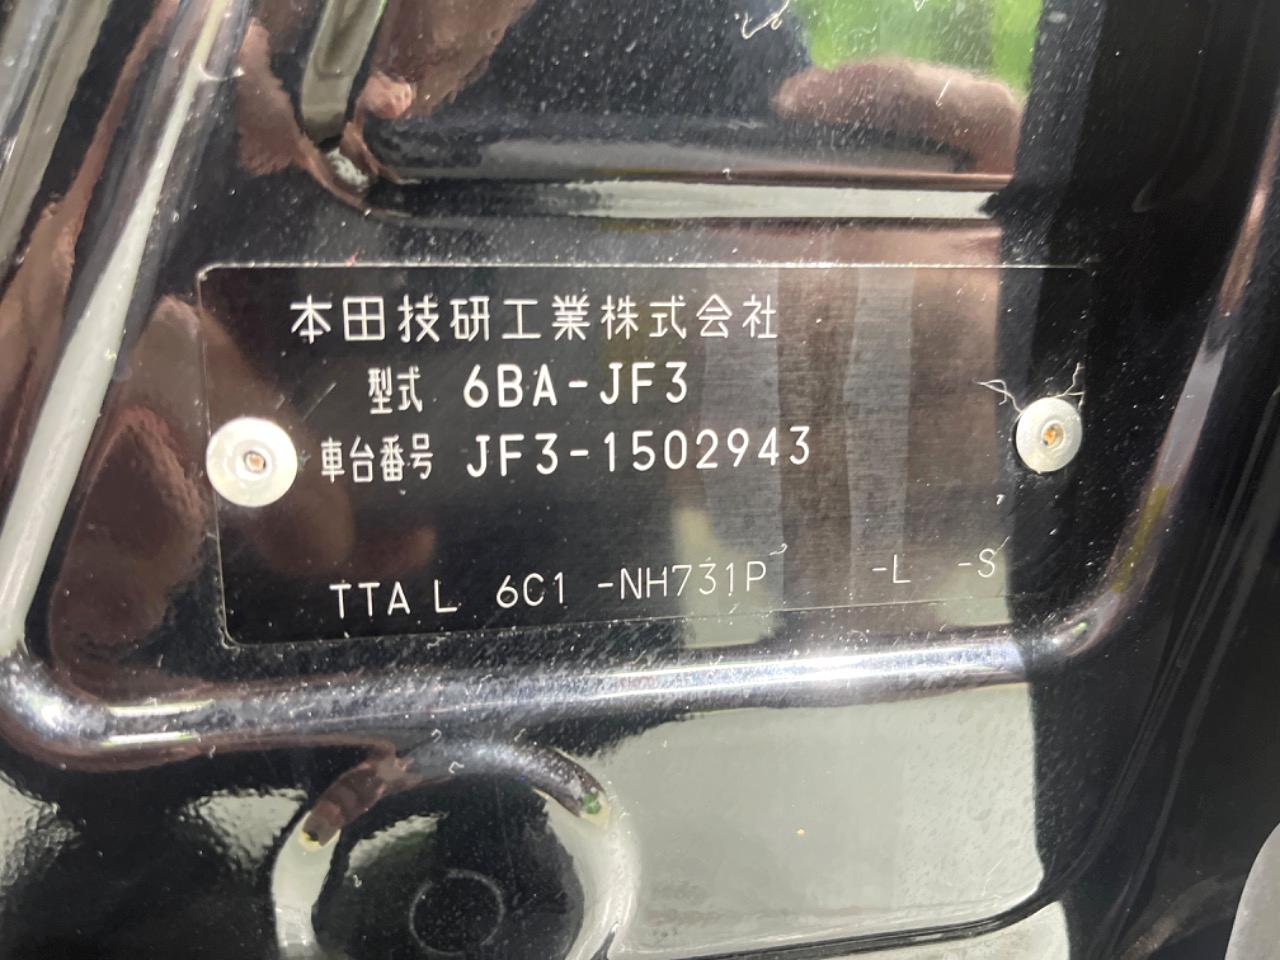 本田技研工業株式会社
型式 6BA-JF3
車台番号 JF3-1502943
TTA L 6C1 -NH731P -L -S